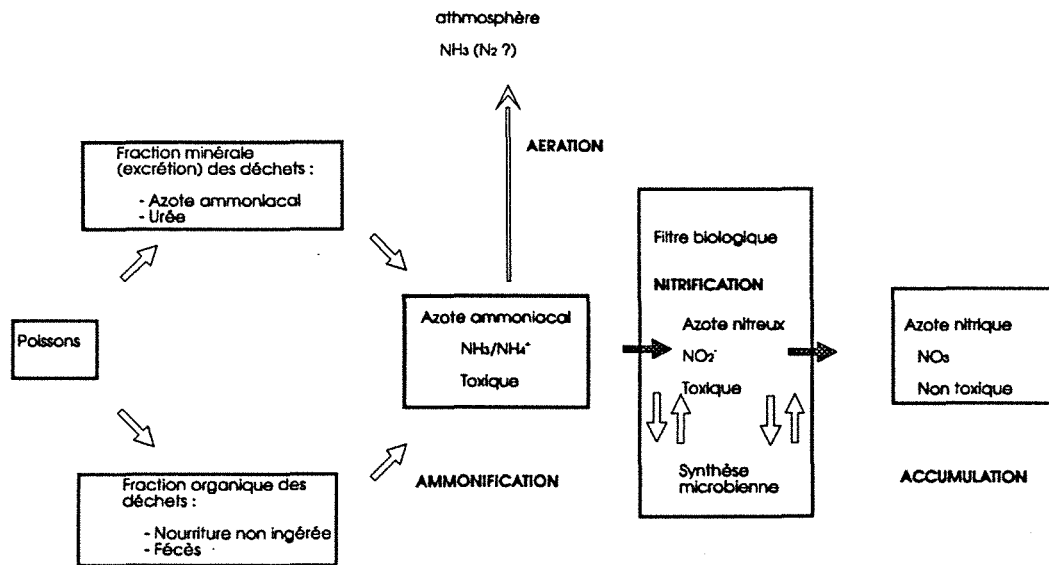 athmosphère
NH3 (N2 ?)
AERATION
Fraction minérale
(excrétion) des déchets :
- Azote ammoniacal
- Urée
Poissons
Fraction organique des
déchets :
- Nourriture non ingérée
- Fécès
Azote ammoniacal
NH3/NH4+
Toxique
AMMONIFICATION
Filtre biologique
NITRIFICATION
Azote nitreux
NO2-
Toxique
Synthèse
microbienne
Azote nitrique
NO3
Non toxique
ACCUMULATION